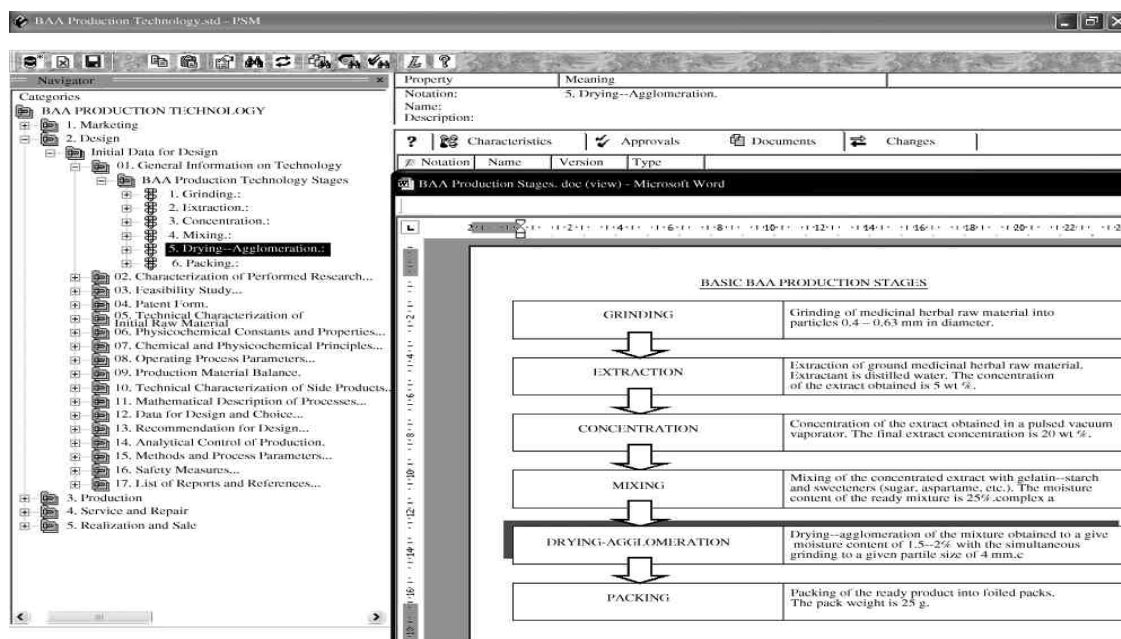 BAA Production Technology.std - PSM
Navigator
Categories
BAA PRODUCTION TECHNOLOGY
1. Marketing
2. Design
Initial Data for Design
01. General Information on Technology
BAA Production Technology Stages
1. Grinding.:
2. Extraction.:
3. Concentration.:
4. Mixing.:
5. Drying--Agglomeration.:
6. Packing.:
02. Characterization of Performed Research...
03. Feasibility Study...
04. Patent Form.
05. Technical Characterization of
Initial Raw Material
06. Physicochemical Constants and Properties...
07. Chemical and Physicochemical Principles...
08. Operating Process Parameters...
09. Production Material Balance.
10. Technical Characterization of Side Products...
11. Mathematical Description of Processes...
12. Data for Design and Choice...
13. Recommendation for Design...
14. Analytical Control of Production.
15. Methods and Process Parameters...
16. Safety Measures...
17. List of Reports and References...
3. Production
4. Service and Repair
5. Realization and Sale
Property Meaning
Notation: 5. Drying--Agglomeration.
Name:
Description:
? Characteristics Approvals Documents Changes
Notation Name Version Type
BAA Production Stages. doc (view) - Microsoft Word
BASIC BAA PRODUCTION STAGES
GRINDING
Grinding of medicinal herbal raw material into
particles 0.4 – 0.63 mm in diameter.
EXTRACTION
Extraction of ground medicinal herbal raw material.
Extractant is distilled water. The concentration
of the extract obtained is 5 wt %.
CONCENTRATION
Concentration of the extract obtained in a pulsed vacuum
vaporator. The final extract concentration is 20 wt %.
MIXING
Mixing of the concentrated extract with gelatin--starch
and sweeteners (sugar, aspartame, etc.). The moisture
content of the ready mixture is 25%.complex a
DRYING-AGGLOMERATION
Drying--agglomeration of the mixture obtained to a give
moisture content of 1.5--2% with the simultaneous
grinding to a given partile size of 4 mm.c
PACKING
Packing of the ready product into foiled packs.
The pack weight is 25 g.